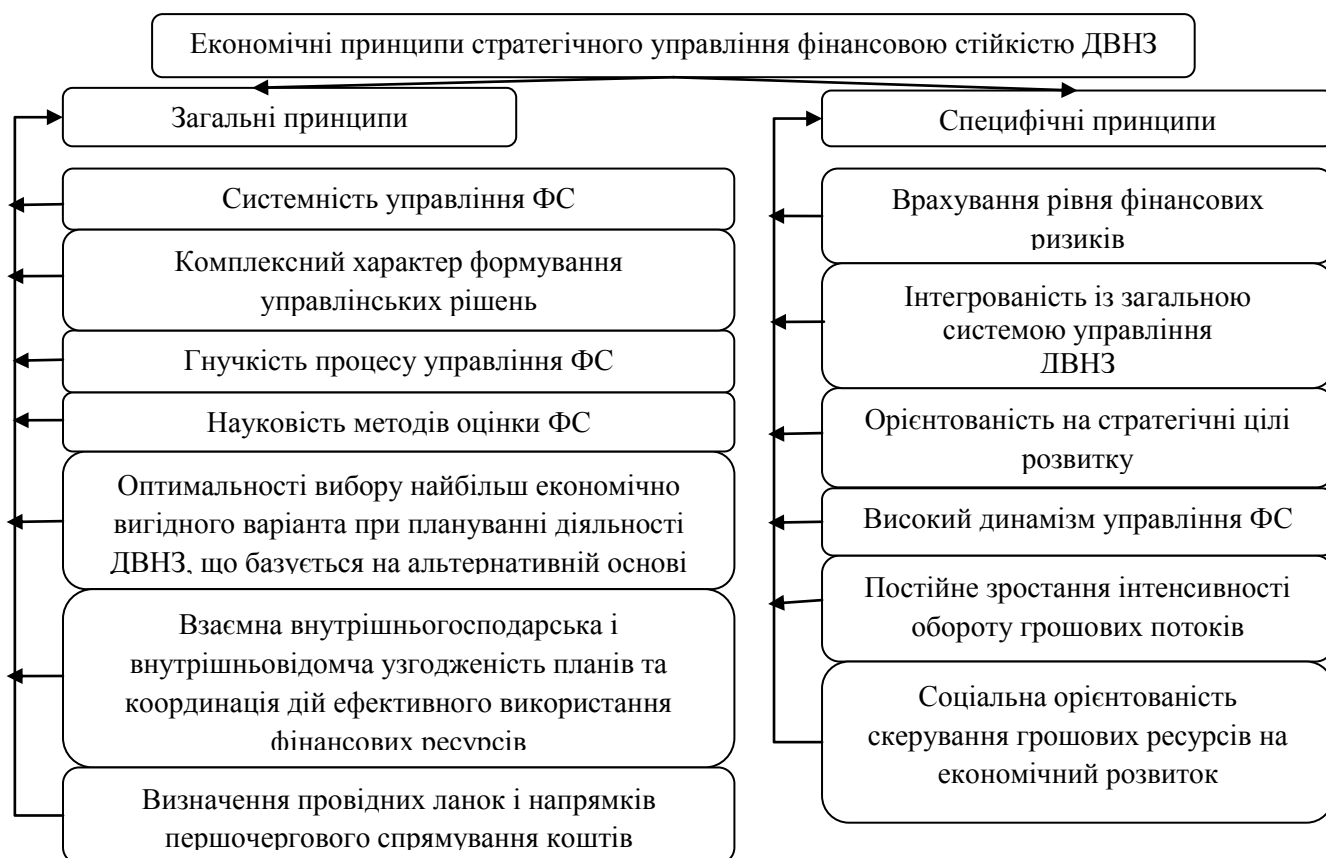 Економічні принципи стратегічного управління фінансовою стійкістю ДВНЗ
Загальні принципи
Системність управління ФС
Комплексний характер формування
управлінських рішень
Гнучкість процесу управління ФС
Науковість методів оцінки ФС
Оптимальності вибору найбільш економічно
вигідного варіанта при плануванні діяльності
ДВНЗ, що базується на альтернативній основі
Взаємна внутрішньогосподарська і
внутрішньовідомча узгодженість планів та
координація дій ефективного використання
фінансових ресурсів
Визначення провідних ланок і напрямків
першочергового спрямування коштів
Специфічні принципи
Врахування рівня фінансових
ризиків
Інтегрованість із загальною
системою управління
ДВНЗ
Орієнтованість на стратегічні цілі
розвитку
Високий динамізм управління ФС
Постійне зростання інтенсивності
обороту грошових потоків
Соціальна орієнтованість
скерування грошових ресурсів на
економічний розвиток